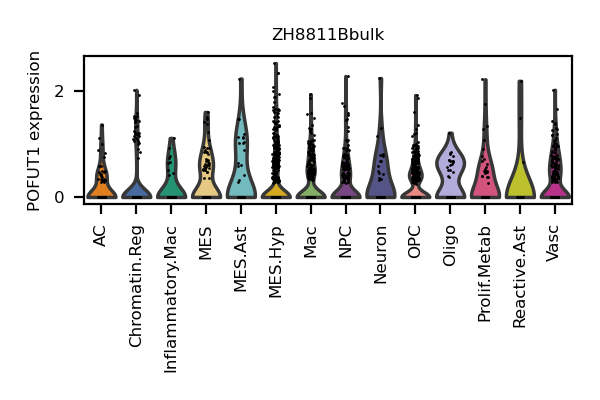 ZH8811Bbulk
POFUT1 expression
2
0
AC
Chromatin.Reg
Inflammatory.Mac
MES
MES.Ast
MES.Hyp
Mac
NPC
Neuron
OPC
Oligo
Prolif.Metab
Reactive.Ast
Vasc